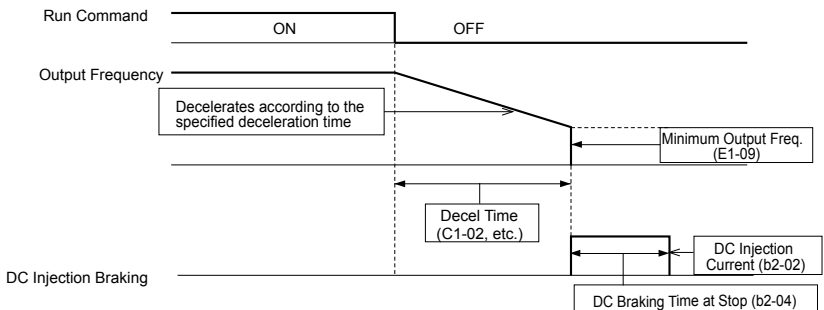 Run Command
ON
OFF
Output Frequency
Decelerates according to the
specified deceleration time
Minimum Output Freq.
(E1-09)
Decel Time
(C1-02, etc.)
DC Injection
Current (b2-02)
DC Injection Braking
DC Braking Time at Stop (b2-04)